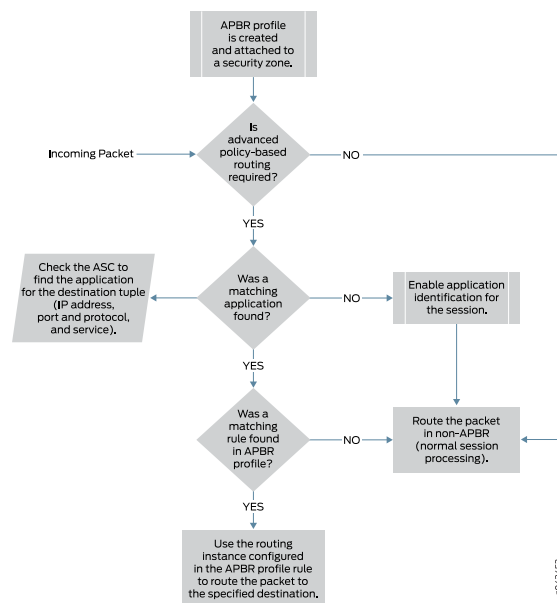 APBR profile
is created
and attached to
a security zone.
Incoming Packet
Is
advanced
policy-based
routing
required?
NO
YES
Check the ASC to
find the application
for the destination tuple
(IP address,
port and protocol,
and service).
Was a
matching
application
found?
NO
Enable application
identification for
the session.
YES
Was a
matching
rule found
in APBR
profile?
NO
Route the packet
in non-APBR
(normal session
processing).
YES
Use the routing
instance configured
in the APBR profile rule
to route the packet to
the specified destination.